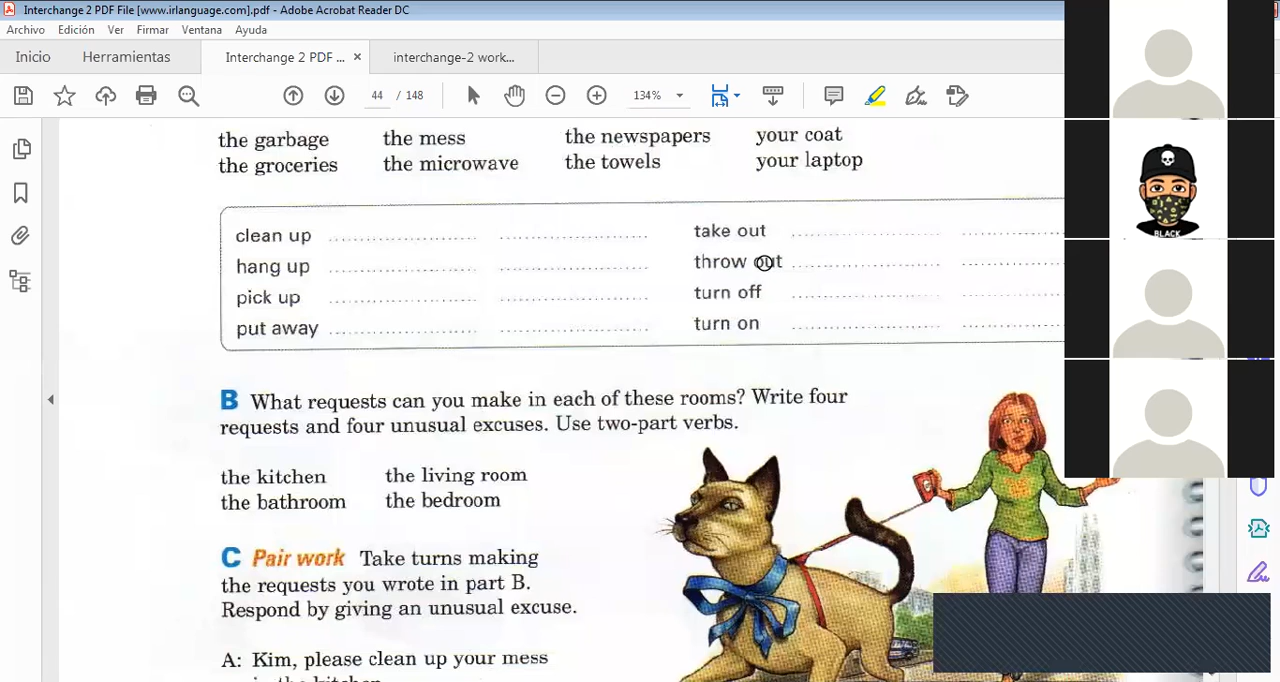 Interchange 2 PDF File [www.irlanguage.com].pdf - Adobe Acrobat Reader DC
Archivo Edición Ver Firmar Ventana Ayuda
Inicio Herramientas Interchange 2 PDF ... × interchange-2 work...
44 / 148 134%
the garbage the mess the newspapers your coat
the groceries the microwave the towels your laptop
clean up take out
hang up throw out
pick up turn off
put away turn on
B What requests can you make in each of these rooms? Write four
requests and four unusual excuses. Use two-part verbs.
the kitchen the living room
the bathroom the bedroom
C Pair work Take turns making
the requests you wrote in part B.
Respond by giving an unusual excuse.
A: Kim, please clean up your mess
in the kitchen.
BLACK